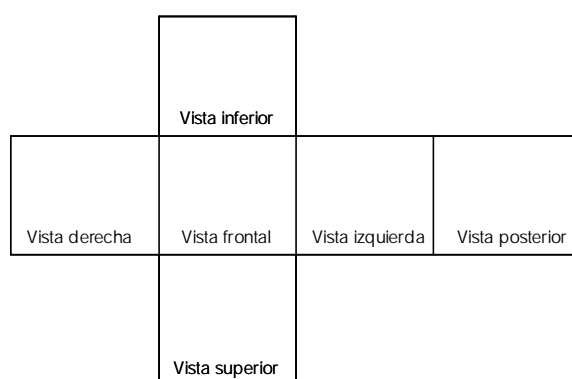 Vista inferior
Vista derecha
Vista frontal
Vista izquierda
Vista posterior
Vista superior